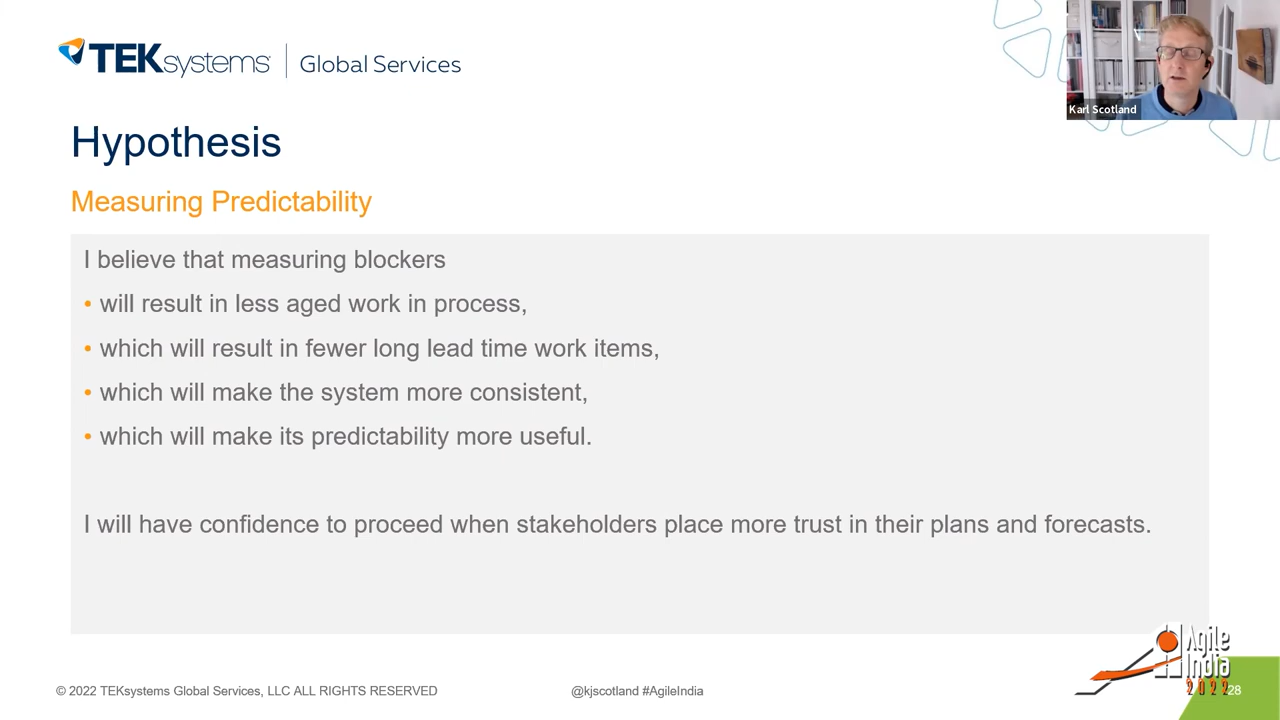 TEKsystems Global Services
Karl Scotland
Hypothesis
Measuring Predictability
I believe that measuring blockers
• will result in less aged work in process,
• which will result in fewer long lead time work items,
• which will make the system more consistent,
• which will make its predictability more useful.
I will have confidence to proceed when stakeholders place more trust in their plans and forecasts.
Agile
India
2022
© 2022 TEKsystems Global Services, LLC ALL RIGHTS RESERVED
@kjscotland #AgileIndia
28